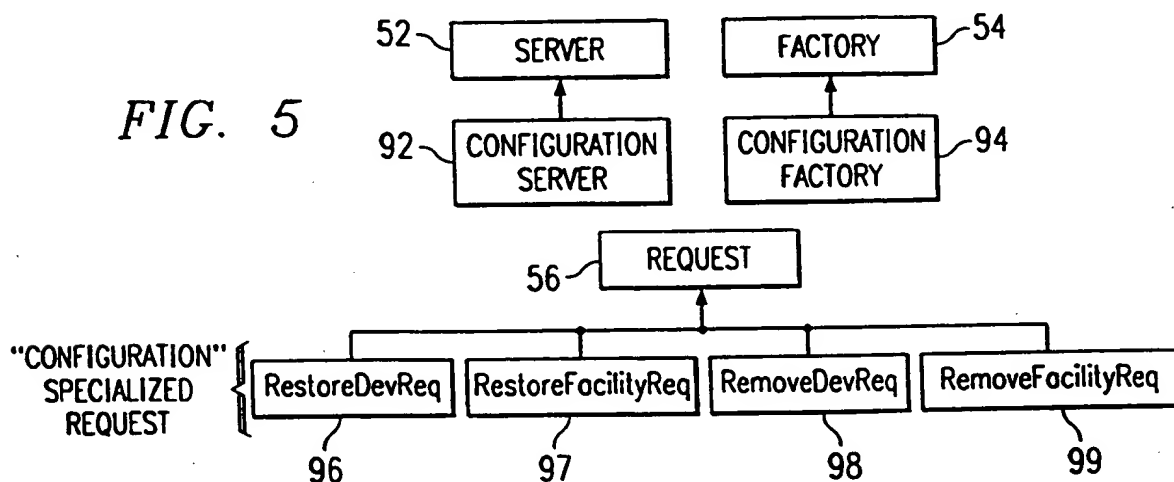 52
SERVER
FACTORY
54
FIG. 5
92
CONFIGURATION
SERVER
CONFIGURATION
FACTORY
94
56
REQUEST
"CONFIGURATION"
SPECIALIZED
REQUEST
RestoreDevReq
RestoreFacilityReq
RemoveDevReq
RemoveFacilityReq
96
97
98
99